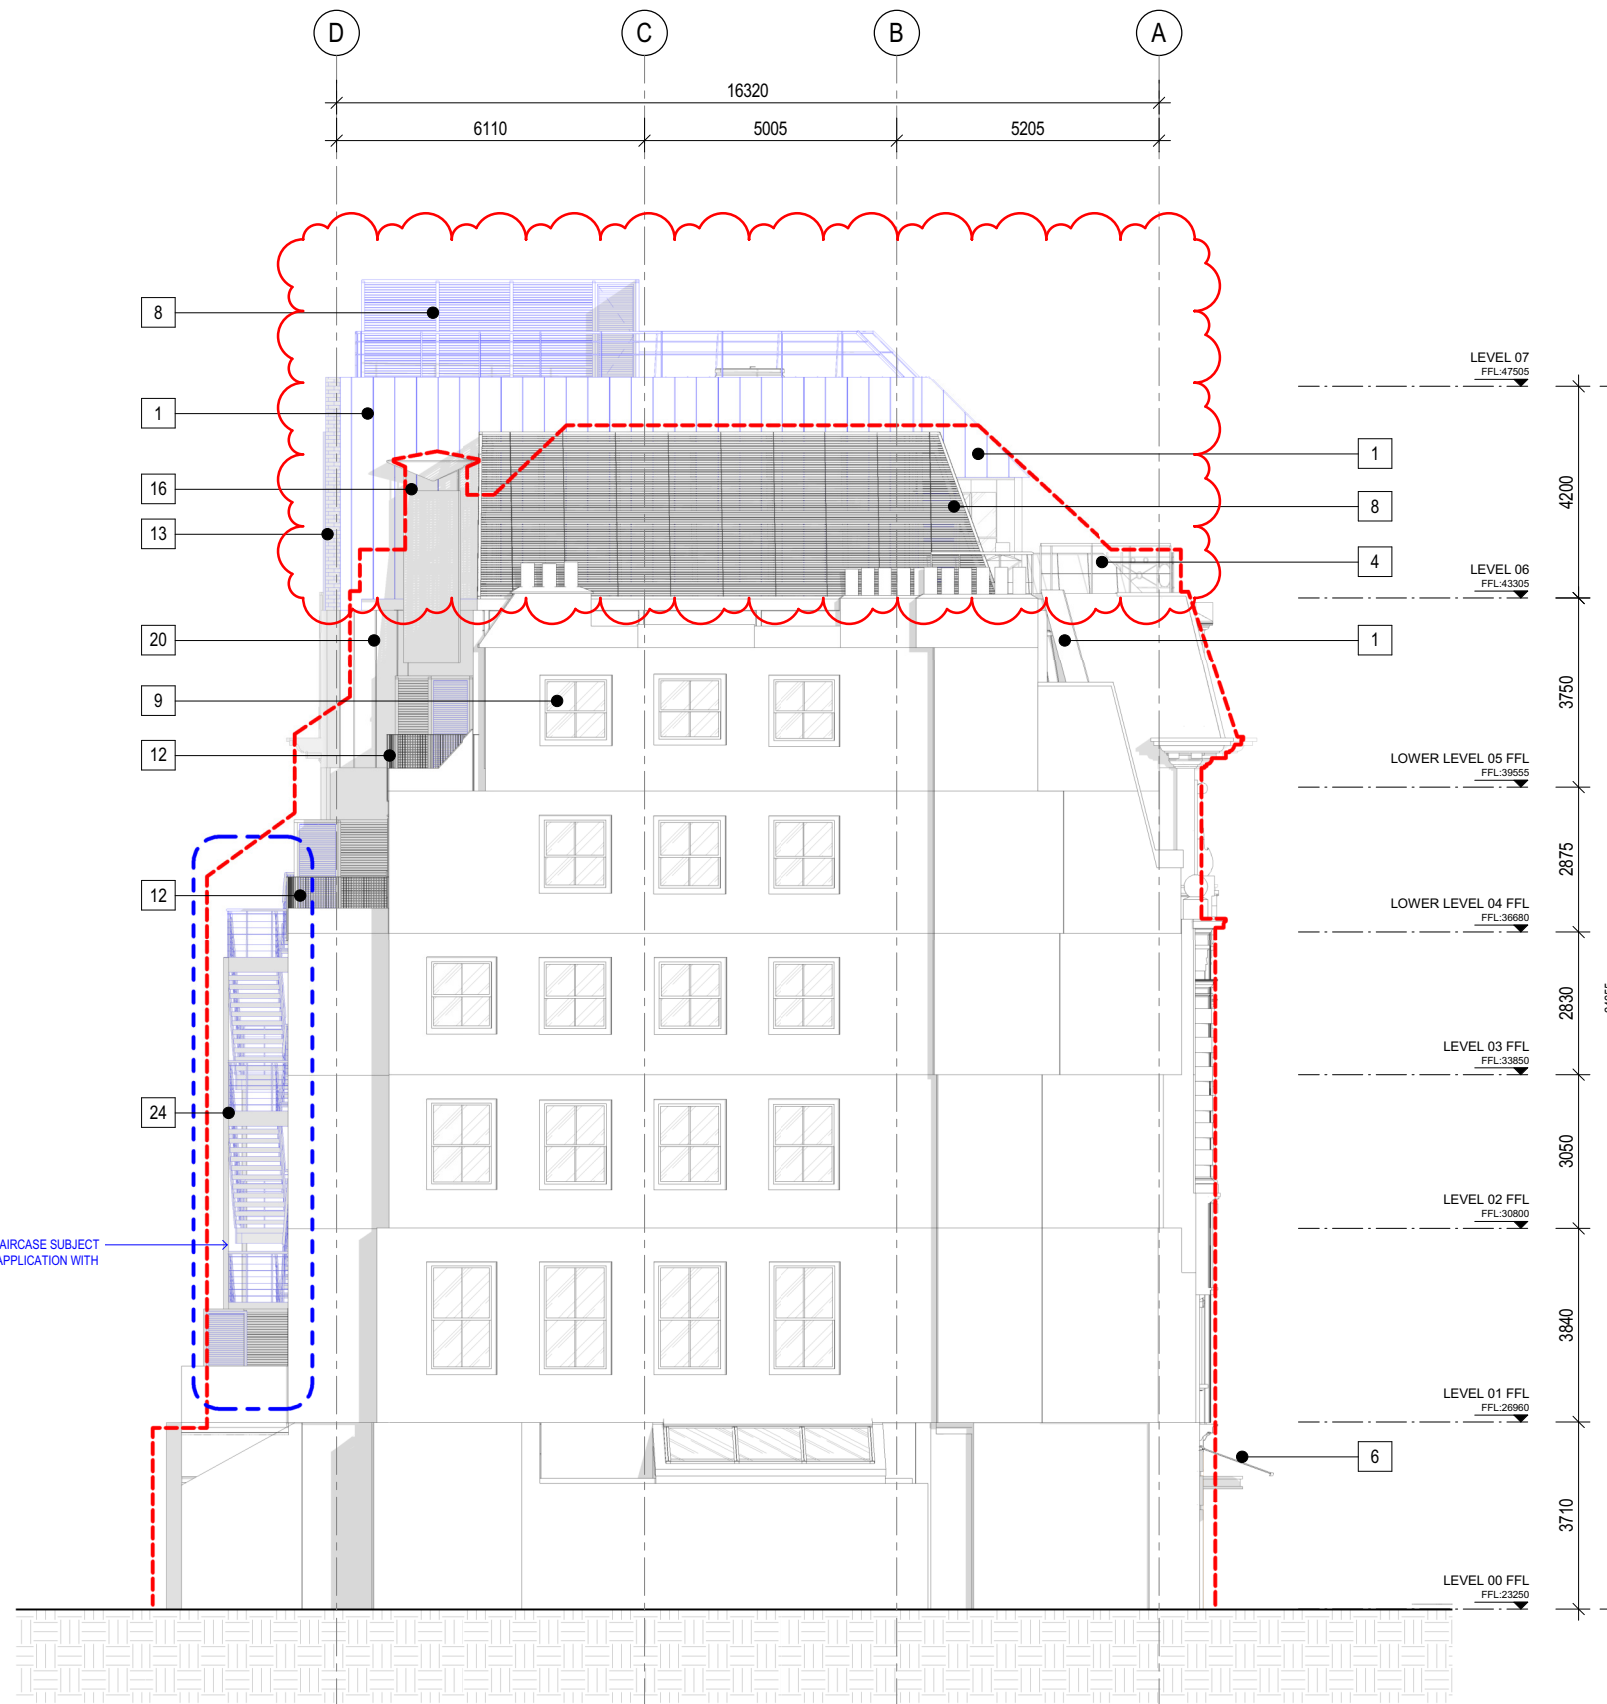 D
C
B
A
16320
6110
5005
5205
8
1
16
13
20
9
12
12
24
AIRCASE SUBJECT
APPLICATION WITH
1
8
4
1
6
LEVEL 07
FFL:47505
4200
LEVEL 06
FFL:43305
3750
LOWER LEVEL 05 FFL
FFL:39555
2875
LOWER LEVEL 04 FFL
FFL:36680
2830
LEVEL 03 FFL
FFL:33850
3050
LEVEL 02 FFL
FFL:30800
3840
LEVEL 01 FFL
FFL:26960
3710
LEVEL 00 FFL
FFL:23250